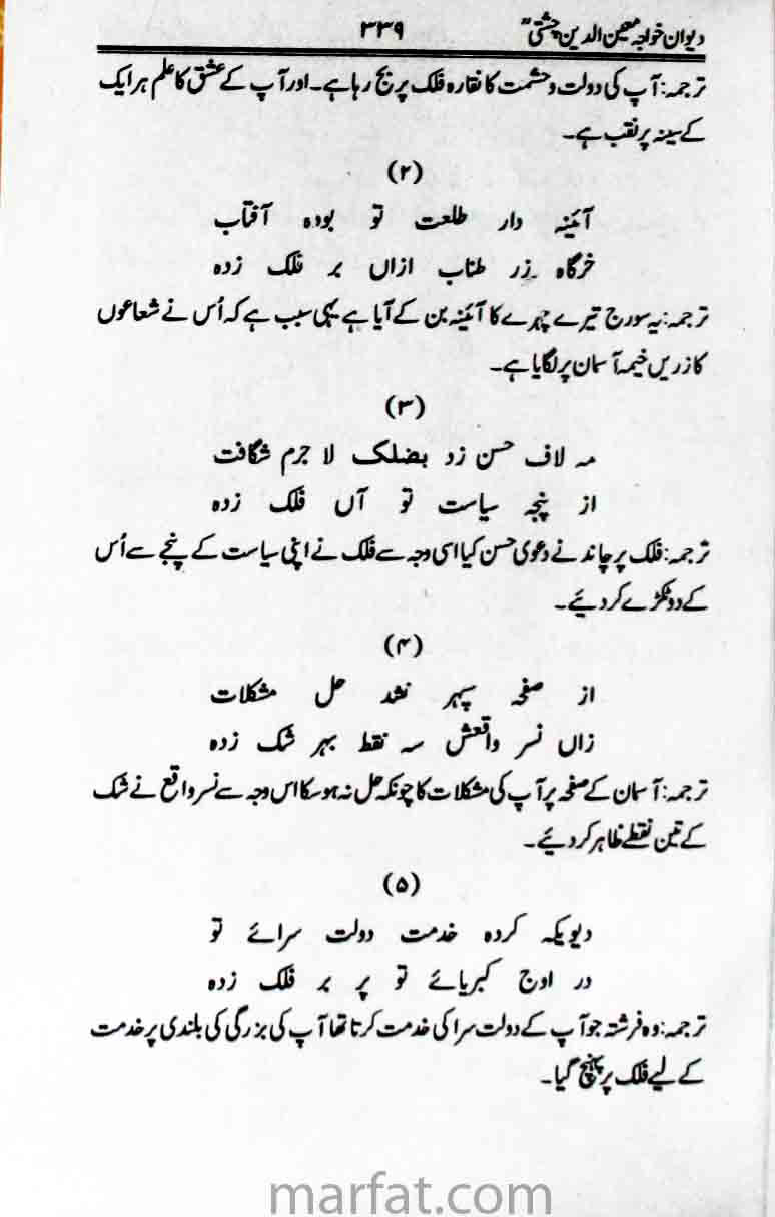 دیوان خواجہ معین الدین چشتیؒ ۳۳۹
ترجمہ: آپ کی دولت و حشمت کا نقارہ فلک پر بج رہا ہے۔ اور آپ کے عشق کا علم ہر ایک
کے سینہ پر نقب ہے۔
(۲)
آئینہ دار طلعت تو بودہ آفتاب
خرگاہ زر طناب ازاں بر فلک زدہ
ترجمہ: یہ سورج تیرے چہرے کا آئینہ بن کے آیا ہے یہی سبب ہے کہ اُس نے شعاعوں
کا زریں خیمہ آسمان پر لگایا ہے۔
(۳)
مہ لاف حسن زد بفلک لا جرم شگافت
از پنجہ سیاست تو آں فلک زدہ
ترجمہ: فلک پر چاند نے دعوی حسن کیا اسی وجہ سے فلک نے اپنی سیاست کے پنجے سے اُس
کے دو ٹکڑے کر دیئے۔
(۴)
از صفحہ سپہر نشد حل مشکلات
زاں نسر واقعش سہ نقط بہر شک زدہ
ترجمہ: آسمان کے صفحہ پر آپ کی مشکلات کا چونکہ حل نہ ہو سکا اس وجہ سے نسر واقع نے شک
کے تین نقطے ظاہر کر دیئے۔
(۵)
دیویکہ کردہ خدمت دولت سرائے تو
در اوج کبریائے تو پر بر فلک زدہ
ترجمہ: وہ فرشتہ جو آپ کے دولت سرا کی خدمت کرتا تھا آپ کی بزرگی کی بلندی پر خدمت
کے لیے فلک پر پہنچ گیا۔
marfat.com